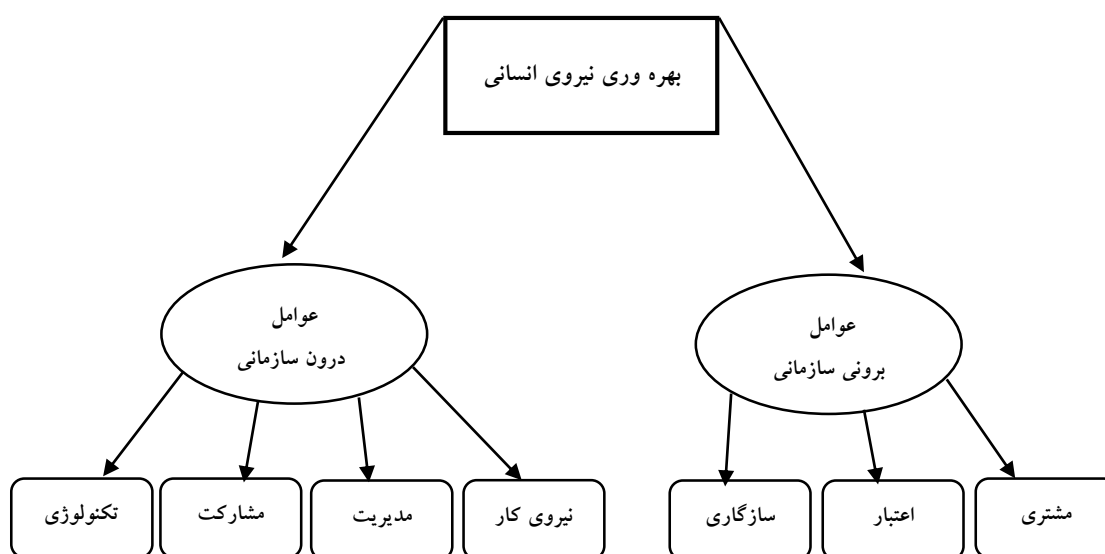 بهره وری نیروی انسانی
عوامل
برونی سازمانی
عوامل
درون سازمانی
مشتری
اعتبار
سازگاری
نیروی کار
مدیریت
مشارکت
تکنولوژی